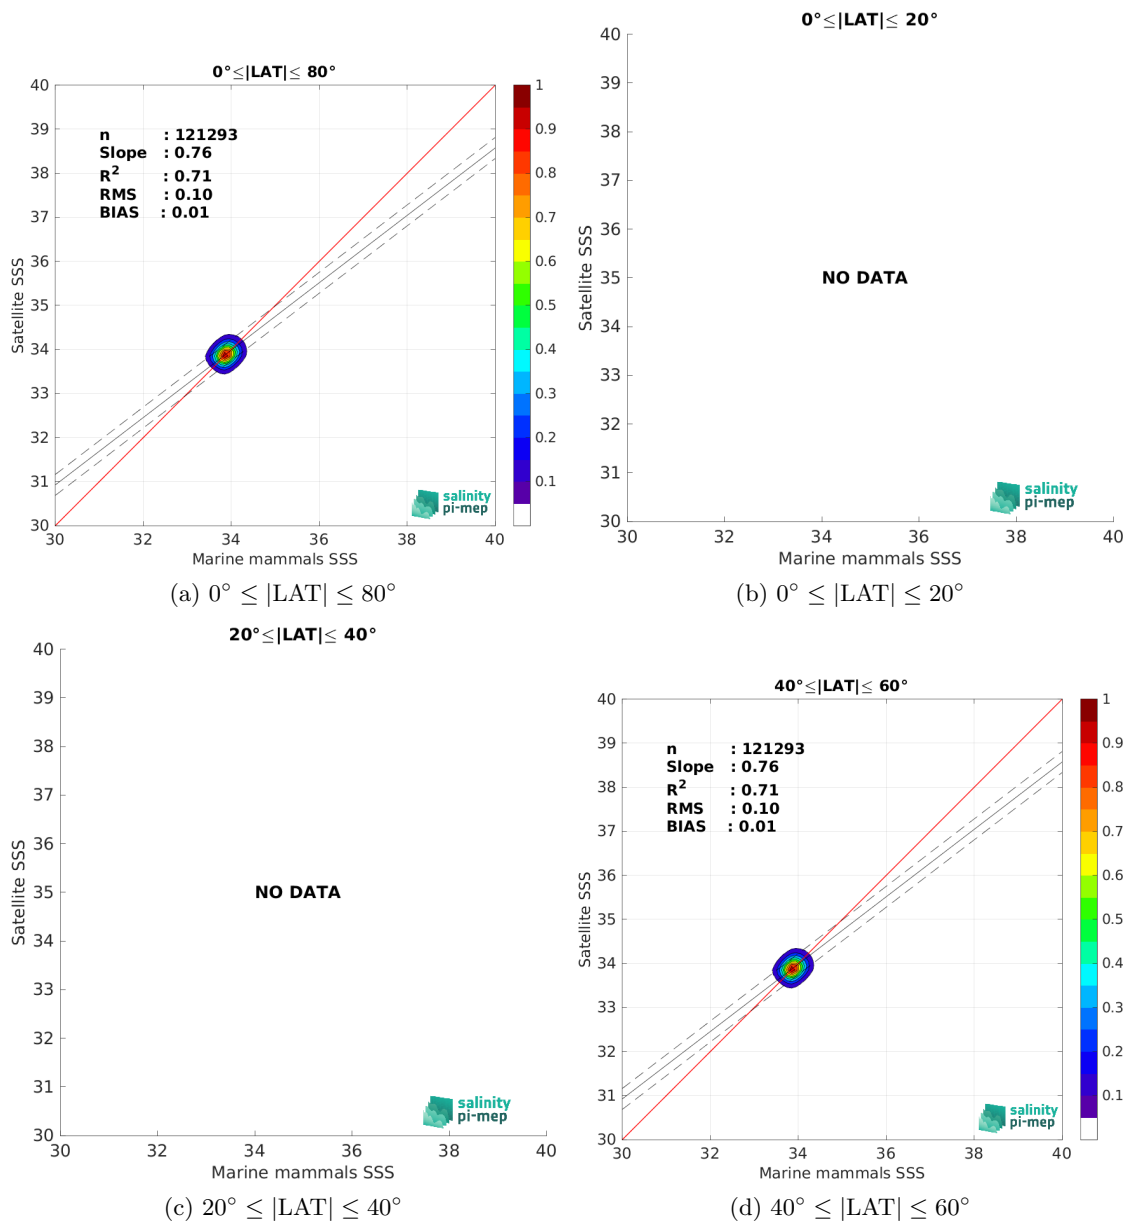 0°≤|LAT|≤ 80°
n : 121293
Slope : 0.76
R² : 0.71
RMS : 0.10
BIAS : 0.01
40
39
38
37
36
35
34
33
32
31
30
Satellite SSS
30 32 34 36 38 40
Marine mammals SSS
1
0.9
0.8
0.7
0.6
0.5
0.4
0.3
0.2
0.1
salinity
pi-mep
(a) 0° ≤ |LAT| ≤ 80°
0°≤|LAT|≤ 20°
40
39
38
37
36
35
34
33
32
31
30
Satellite SSS
NO DATA
salinity
pi-mep
30 32 34 36 38 40
Marine mammals SSS
(b) 0° ≤ |LAT| ≤ 20°
20°≤|LAT|≤ 40°
40
39
38
37
36
35
34
33
32
31
30
Satellite SSS
NO DATA
salinity
pi-mep
30 32 34 36 38 40
Marine mammals SSS
(c) 20° ≤ |LAT| ≤ 40°
40°≤|LAT|≤ 60°
n : 121293
Slope : 0.76
R² : 0.71
RMS : 0.10
BIAS : 0.01
40
39
38
37
36
35
34
33
32
31
30
Satellite SSS
30 32 34 36 38 40
Marine mammals SSS
1
0.9
0.8
0.7
0.6
0.5
0.4
0.3
0.2
0.1
salinity
pi-mep
(d) 40° ≤ |LAT| ≤ 60°